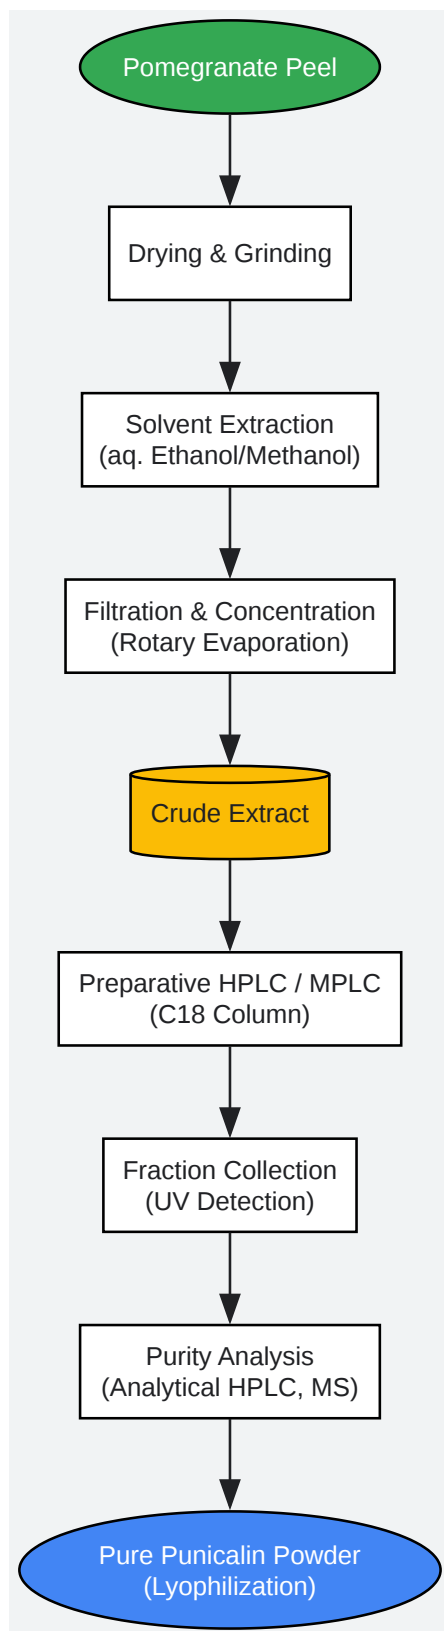 Pomegranate Peel
Drying & Grinding
Solvent Extraction
(aq. Ethanol/Methanol)
Filtration & Concentration
(Rotary Evaporation)
Crude Extract
Preparative HPLC / MPLC
(C18 Column)
Fraction Collection
(UV Detection)
Purity Analysis
(Analytical HPLC, MS)
Pure Punicalin Powder
(Lyophilization)